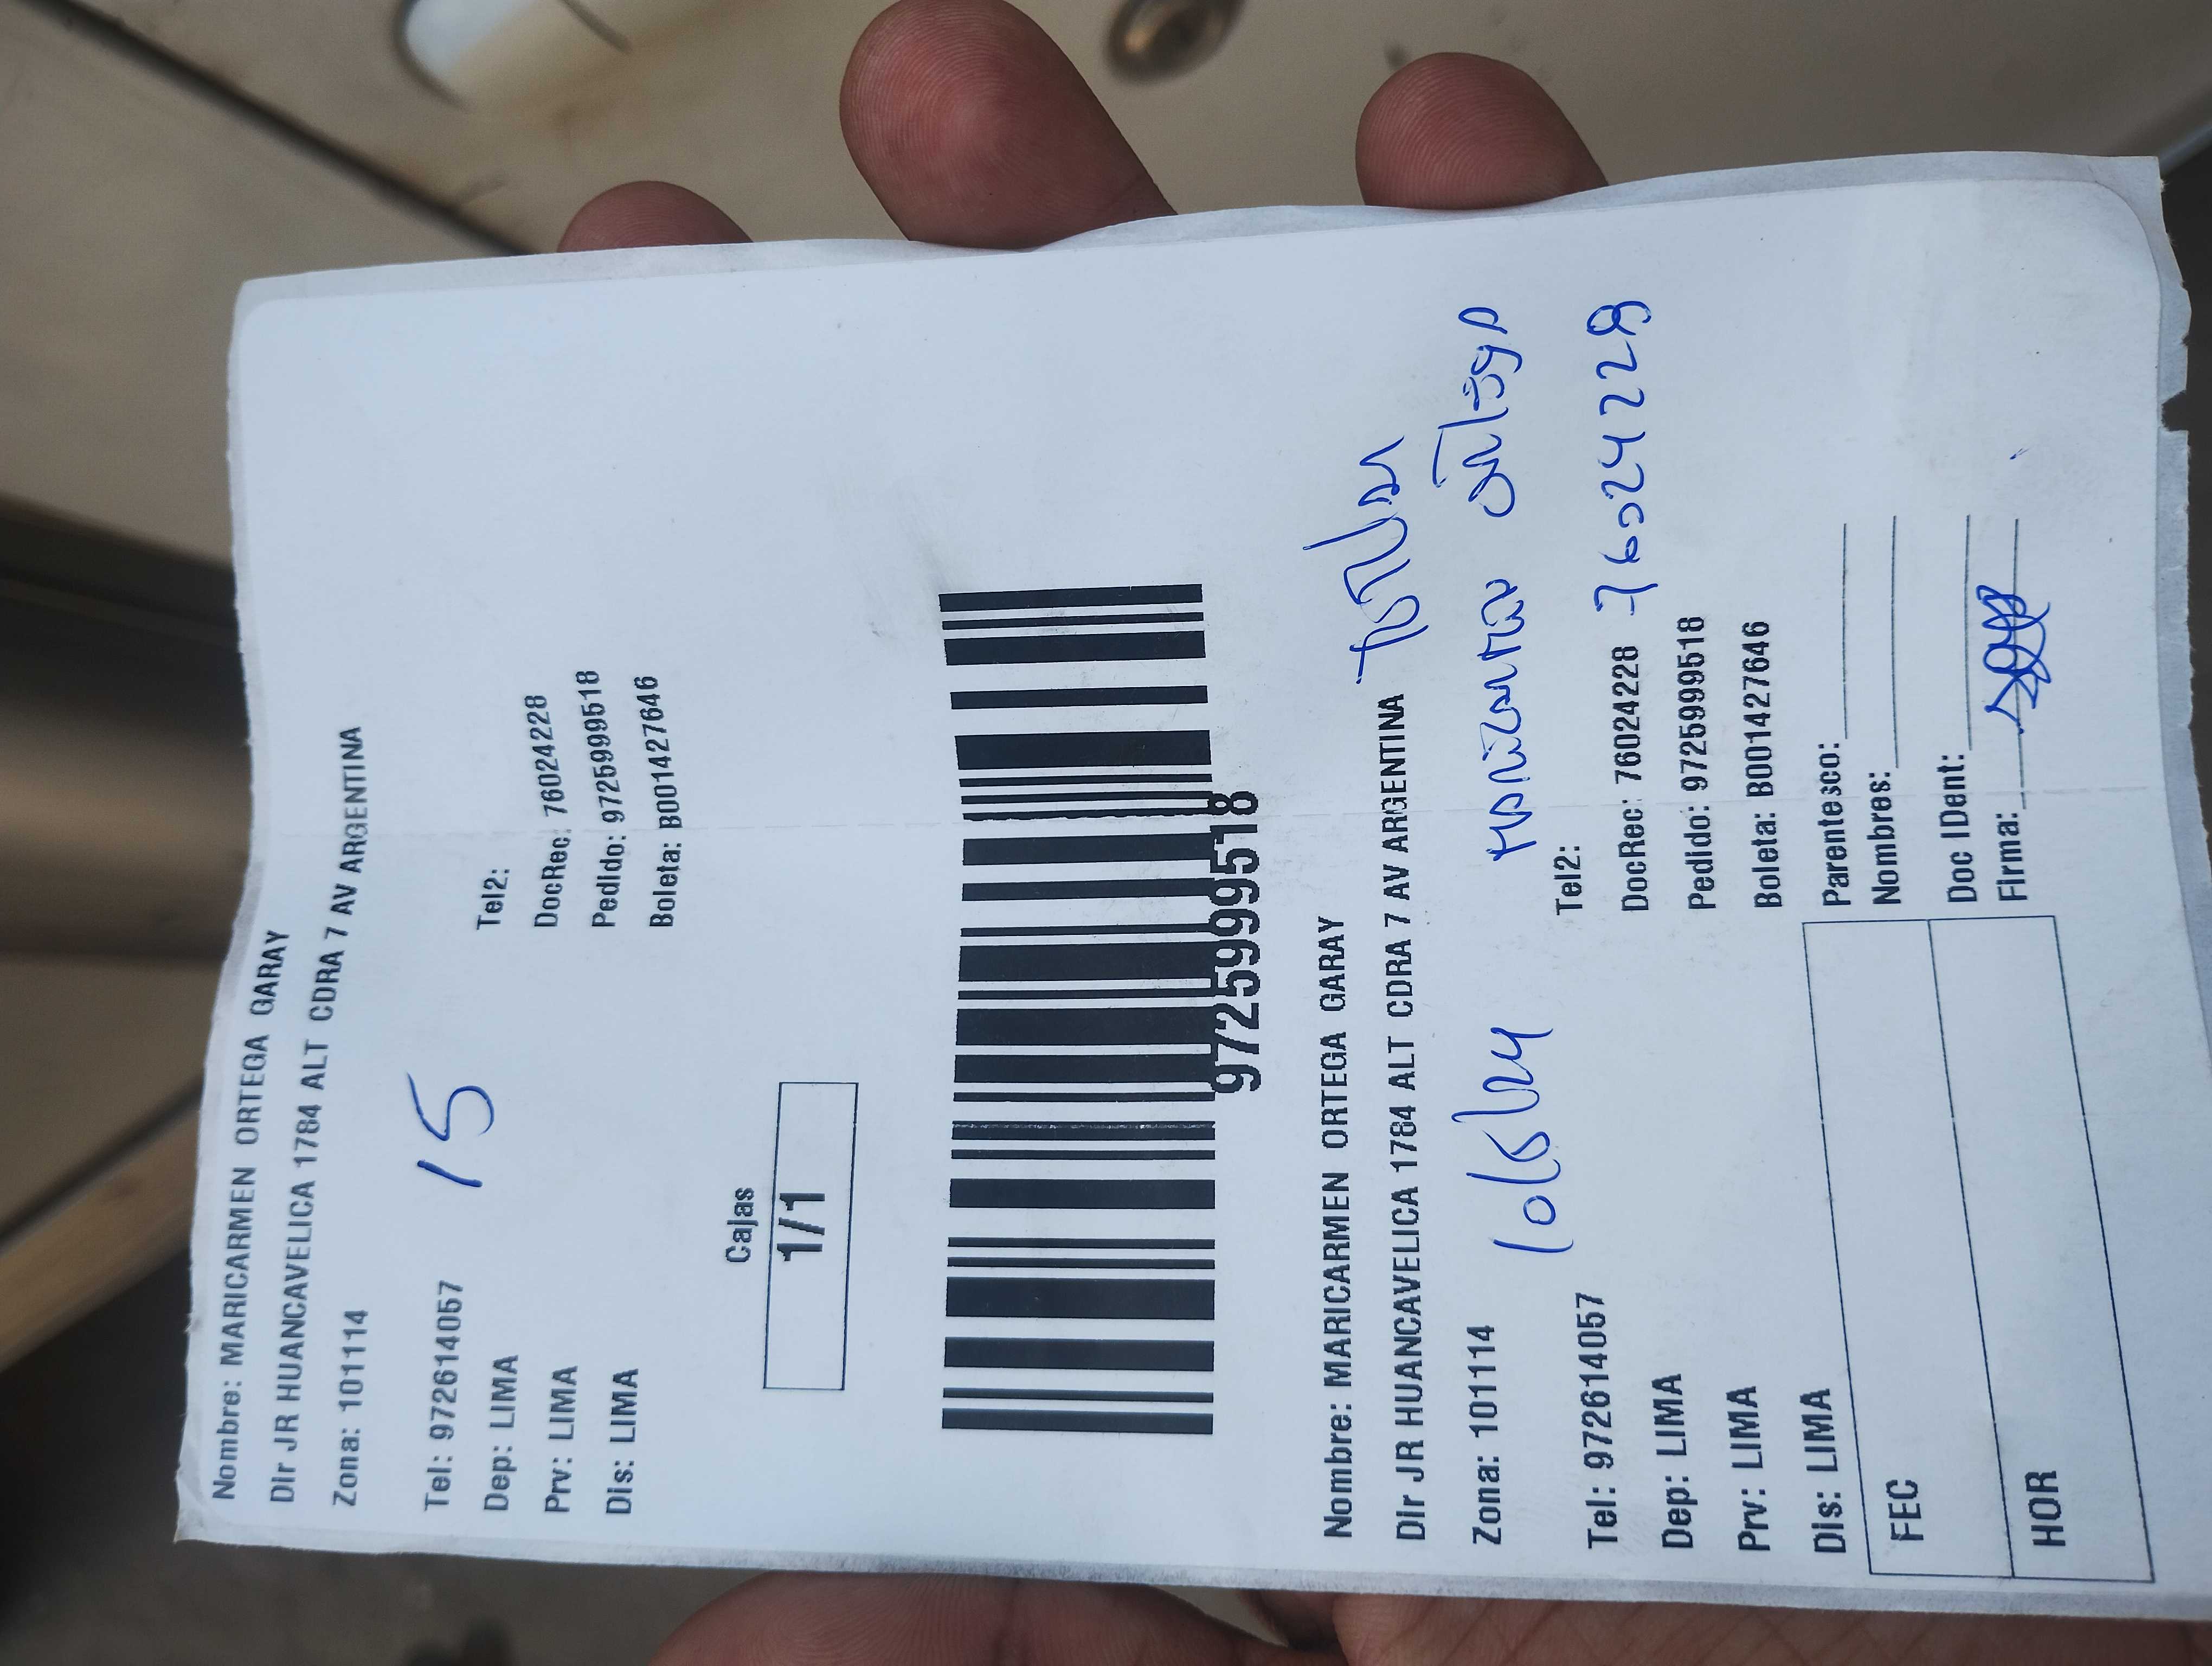 Nombre: MARICARMEN ORTEGA GARAY
Dir JR HUANCAVELICA 1784 ALT CDRA 7 AV ARGENTINA
Zona: 101114
15
Tel: 972614057 Tel2:
Dep: LIMA DocRec: 76024228
Prv: LIMA Pedido: 97259999518
Dis: LIMA Boleta: B001427646
Cajas
1/1
97259999518
Nombre: MARICARMEN ORTEGA GARAY
Dir JR HUANCAVELICA 1784 ALT CDRA 7 AV ARGENTINA
Zona: 101114
Tel: 972614057 Tel2:
Dep: LIMA DocRec: 76024228 76024228
Prv: LIMA Pedido: 97259999518
Dis: LIMA Boleta: B001427646
FEC
HOR
Parentesco:
Nombres:
Doc IDent:
Firma: